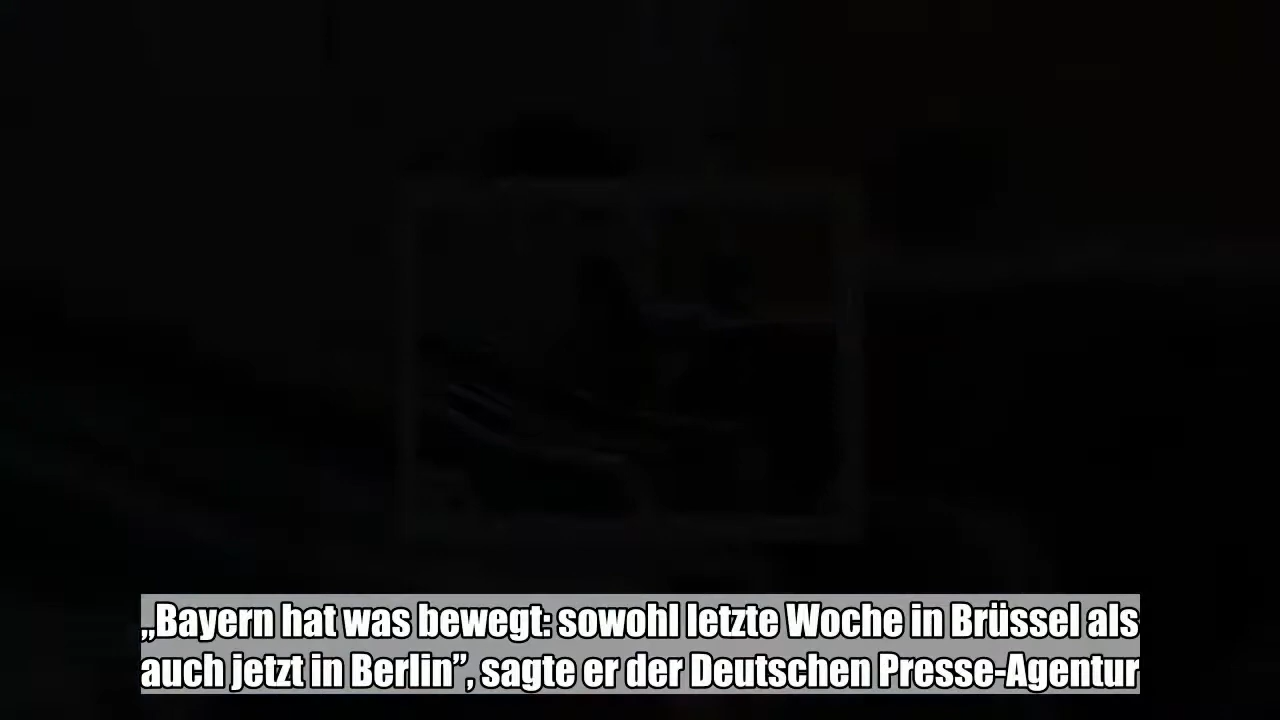 „Bayern hat was bewegt: sowohl letzte Woche in Brüssel als
auch jetzt in Berlin”, sagte er der Deutschen Presse-Agentur